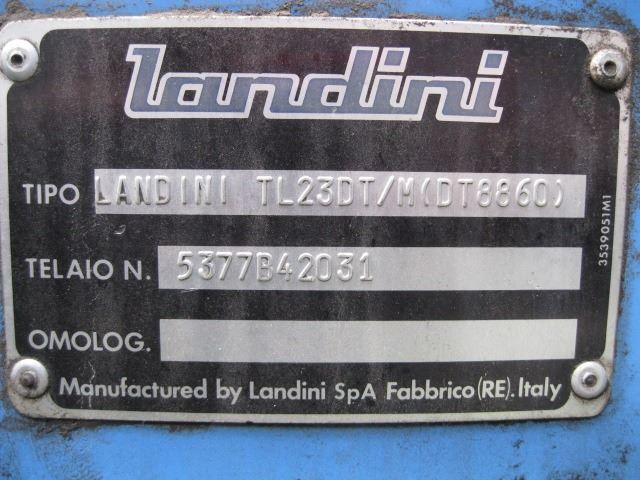 Landini
TIPO LANDINI TL23DT/M(DT8860)
TELAIO N. 5377B42031
OMOLOG.
Manufactured by Landini SpA Fabbrico (RE). Italy
3539051M1